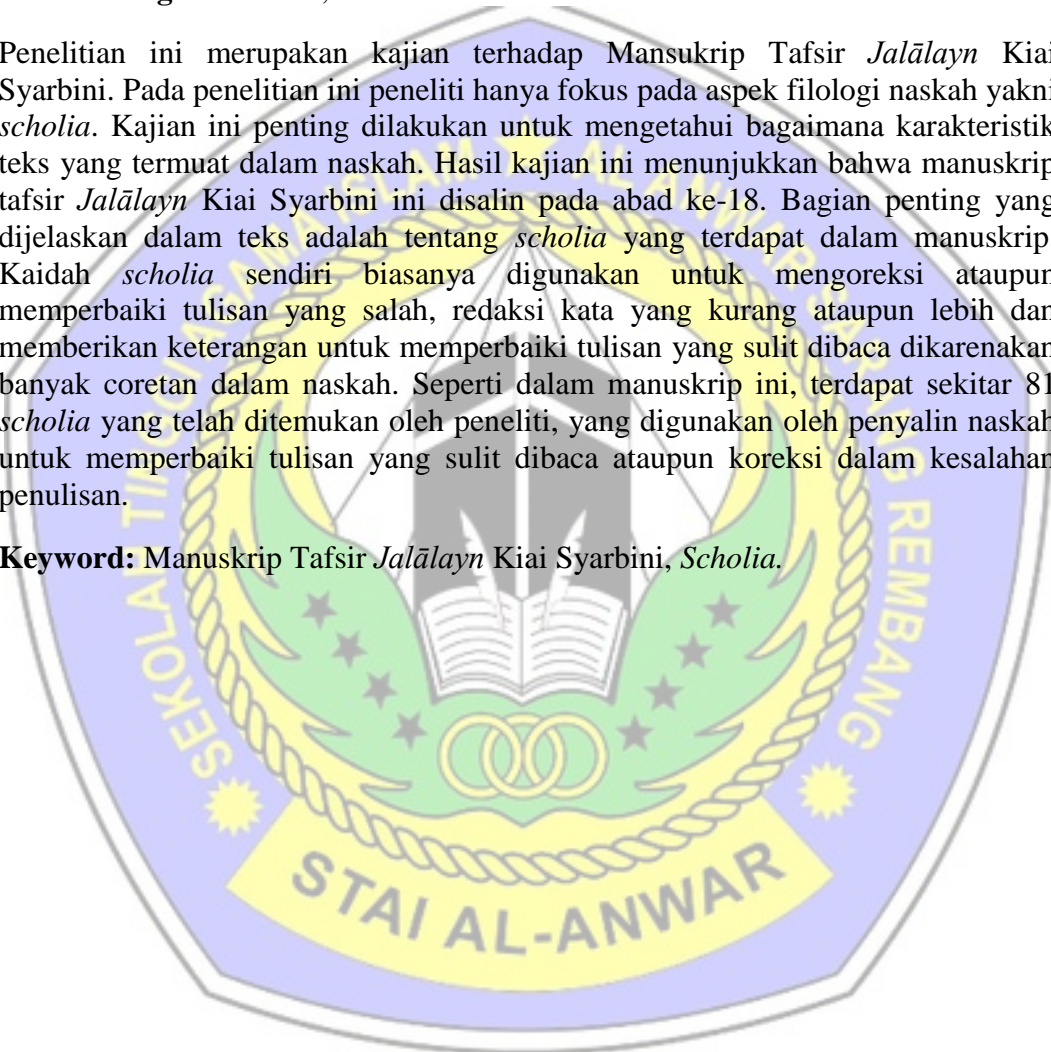 Penelitian ini merupakan kajian terhadap Mansukrip Tafsir Jalālayn Kiai
Syarbini. Pada penelitian ini peneliti hanya fokus pada aspek filologi naskah yakni
scholia. Kajian ini penting dilakukan untuk mengetahui bagaimana karakteristik
teks yang termuat dalam naskah. Hasil kajian ini menunjukkan bahwa manuskrip
tafsir Jalālayn Kiai Syarbini ini disalin pada abad ke-18. Bagian penting yang
dijelaskan dalam teks adalah tentang scholia yang terdapat dalam manuskrip.
Kaidah scholia sendiri biasanya digunakan untuk mengoreksi ataupun
memperbaiki tulisan yang salah, redaksi kata yang kurang ataupun lebih dan
memberikan keterangan untuk memperbaiki tulisan yang sulit dibaca dikarenakan
banyak coretan dalam naskah. Seperti dalam manuskrip ini, terdapat sekitar 81
scholia yang telah ditemukan oleh peneliti, yang digunakan oleh penyalin naskah
untuk memperbaiki tulisan yang sulit dibaca ataupun koreksi dalam kesalahan
penulisan.
Keyword: Manuskrip Tafsir Jalālayn Kiai Syarbini, Scholia.
SEKOLAH TINGGI AGAMA ISLAM AL ANWAR SARANG REMBANG
STAI AL-ANWAR